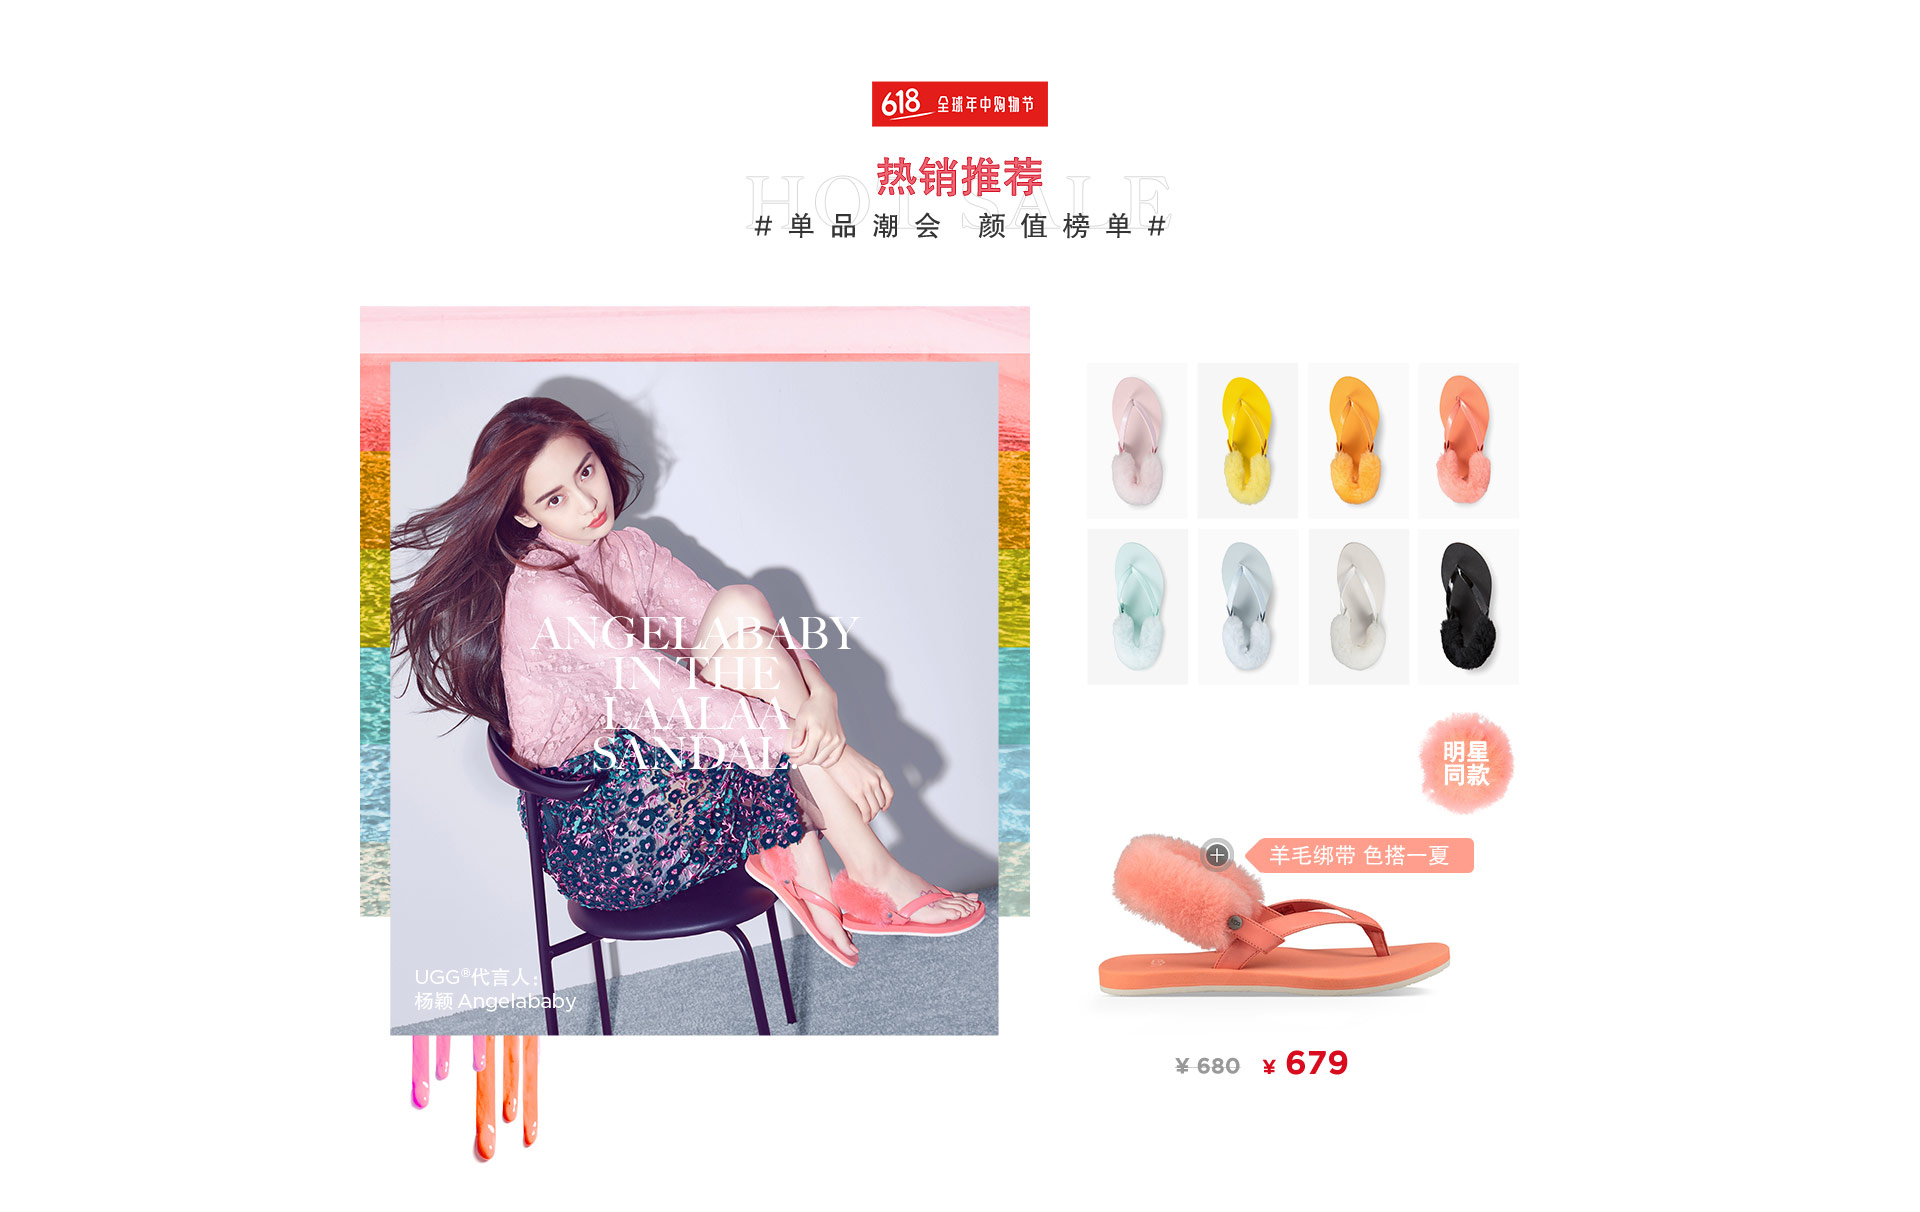 618 全球年中购物节
HOT SALE
热销推荐
#单品潮会 颜值榜单#
ANGELABABY
IN THE
LAALAA
SANDAL.
UGG®代言人：
杨颖 Angelababy
明星
同款
羊毛绑带 色搭一夏
¥ 680 ¥ 679